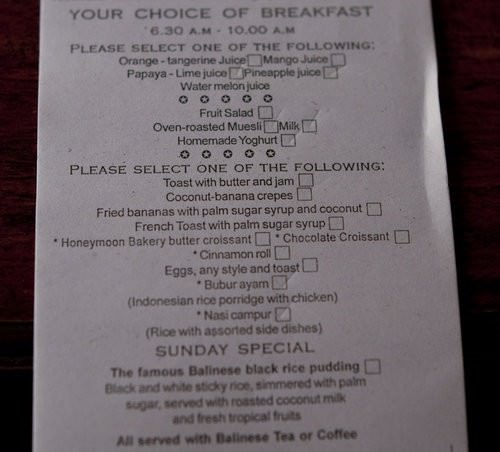 YOUR CHOICE OF BREAKFAST
6.30 A.M - 10.00 A.M
PLEASE SELECT ONE OF THE FOLLOWING:
Orange - tangerine Juice Mango Juice
Papaya - Lime juice Pineapple juice
Water melon juice
Fruit Salad
Oven-roasted Muesli Milk
Homemade Yoghurt
PLEASE SELECT ONE OF THE FOLLOWING:
Toast with butter and jam
Coconut-banana crepes
Fried bananas with palm sugar syrup and coconut
French Toast with palm sugar syrup
* Honeymoon Bakery butter croissant * Chocolate Croissant
* Cinnamon roll
Eggs, any style and toast
* Bubur ayam
(Indonesian rice porridge with chicken)
* Nasi campur
(Rice with assorted side dishes)
SUNDAY SPECIAL
The famous Balinese black rice pudding
Black and white sticky rice, simmered with palm
sugar, served with roasted coconut milk
and fresh tropical fruits
All served with Balinese Tea or Coffee